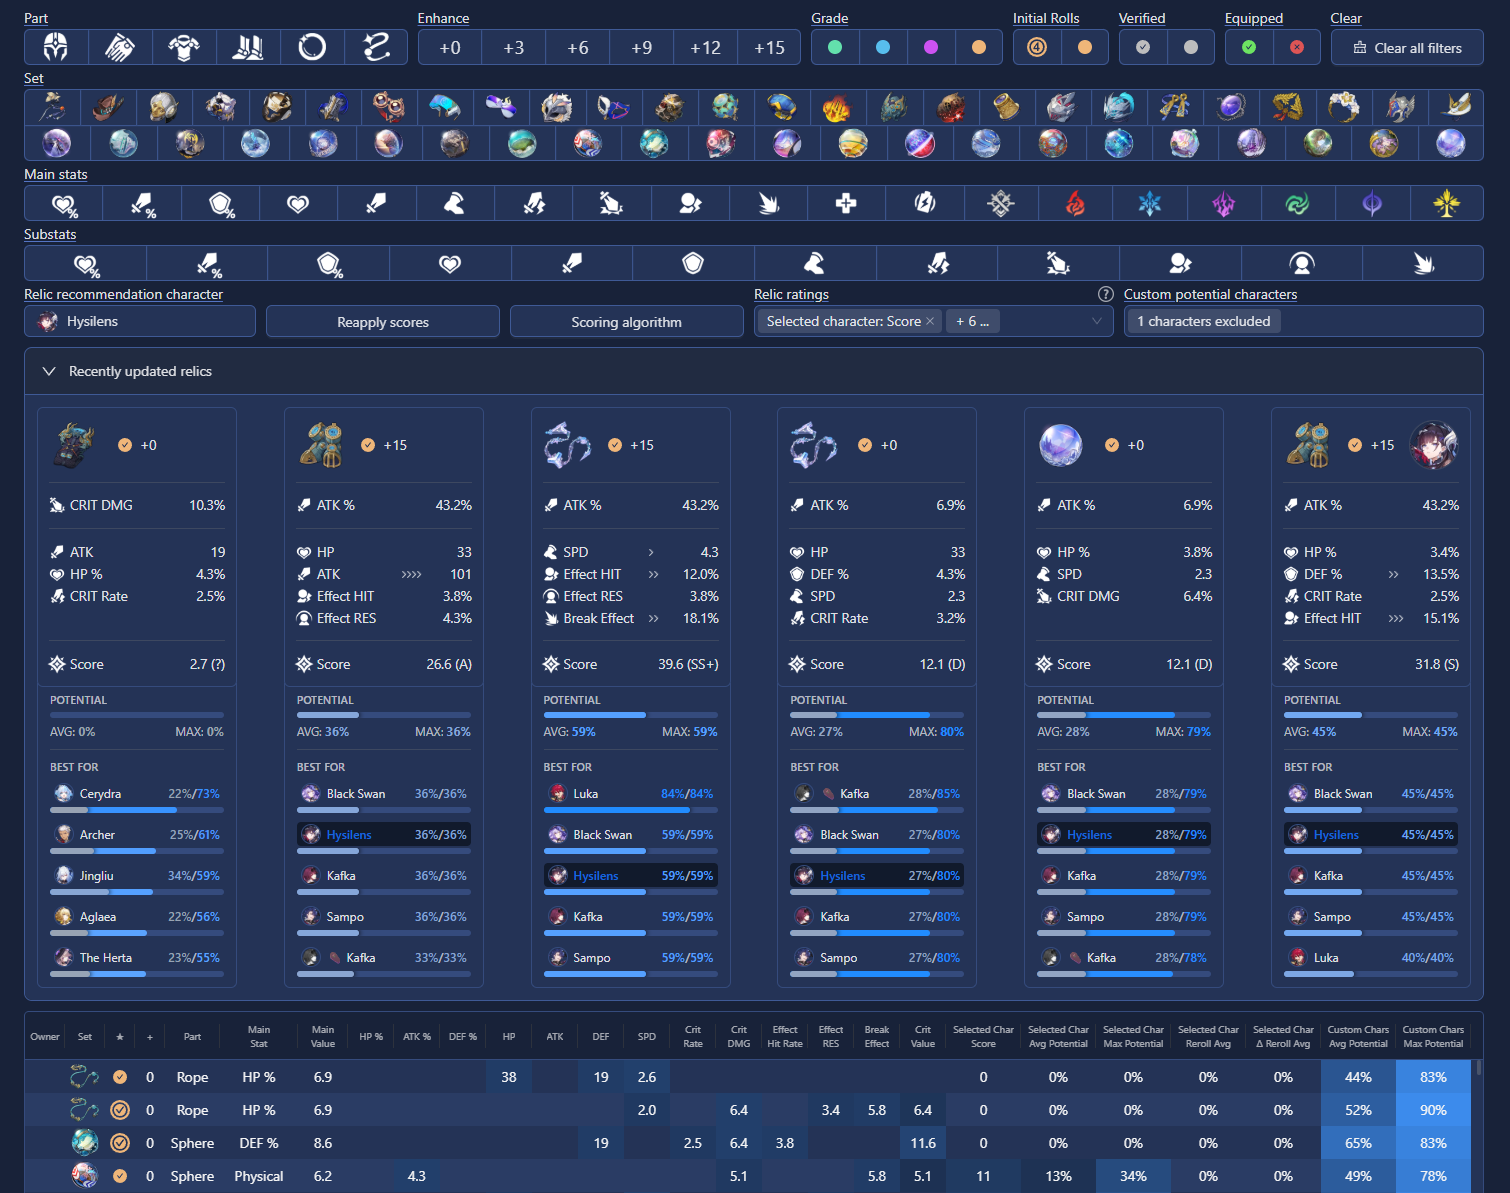 Part Enhance Grade Initial Rolls Verified Equipped Clear
+0 +3 +6 +9 +12 +15 4 Clear all filters
Set
Main stats
% % %
Substats
% % %
Relic recommendation character Relic ratings ? Custom potential characters
Hysilens Reapply scores Scoring algorithm Selected character: Score × + 6 ... 1 characters excluded
Recently updated relics
+0
CRIT DMG 10.3%
ATK 19
HP % 4.3%
CRIT Rate 2.5%
Score 2.7 (?)
POTENTIAL
AVG: 0% MAX: 0%
BEST FOR
Cerydra 22%/73%
Archer 25%/61%
Jingliu 34%/59%
Aglaea 22%/56%
The Herta 23%/55%
+15
ATK % 43.2%
HP 33
ATK >>>> 101
Effect HIT 3.8%
Effect RES 4.3%
Score 26.6 (A)
POTENTIAL
AVG: 36% MAX: 36%
BEST FOR
Black Swan 36%/36%
Hysilens 36%/36%
Kafka 36%/36%
Sampo 36%/36%
Kafka 33%/33%
+15
ATK % 43.2%
SPD > 4.3
Effect HIT >> 12.0%
Effect RES 3.8%
Break Effect >> 18.1%
Score 39.6 (SS+)
POTENTIAL
AVG: 59% MAX: 59%
BEST FOR
Luka 84%/84%
Black Swan 59%/59%
Hysilens 59%/59%
Kafka 59%/59%
Sampo 59%/59%
+0
ATK % 6.9%
HP 33
DEF % 4.3%
SPD 2.3
CRIT Rate 3.2%
Score 12.1 (D)
POTENTIAL
AVG: 27% MAX: 80%
BEST FOR
Kafka 28%/85%
Black Swan 27%/80%
Hysilens 27%/80%
Kafka 27%/80%
Sampo 27%/80%
+0
ATK % 6.9%
HP % 3.8%
SPD 2.3
CRIT DMG 6.4%
Score 12.1 (D)
POTENTIAL
AVG: 28% MAX: 79%
BEST FOR
Black Swan 28%/79%
Hysilens 28%/79%
Kafka 28%/79%
Sampo 28%/79%
Kafka 28%/78%
+15
ATK % 43.2%
HP % 3.4%
DEF % >> 13.5%
CRIT Rate 2.5%
Effect HIT >>> 15.1%
Score 31.8 (S)
POTENTIAL
AVG: 45% MAX: 45%
BEST FOR
Black Swan 45%/45%
Hysilens 45%/45%
Kafka 45%/45%
Sampo 45%/45%
Luka 40%/40%
Owner Set ★ + Part Main Stat Main Value HP % ATK % DEF % HP ATK DEF SPD Crit Rate Crit DMG Effect Hit Rate Effect RES Break Effect Crit Value Selected Char Score Selected Char Avg Potential Selected Char Max Potential Selected Char Reroll Avg Selected Char Δ Reroll Avg Custom Chars Avg Potential Custom Chars Max Potential
0 Rope HP % 6.9 38 19 2.6 0 0% 0% 0% 0% 44% 83%
0 Rope HP % 6.9 2.0 6.4 3.4 5.8 6.4 0 0% 0% 0% 0% 52% 90%
0 Sphere DEF % 8.6 19 2.5 6.4 3.8 11.6 0 0% 0% 0% 0% 65% 83%
0 Sphere Physical 6.2 4.3 5.1 5.8 5.1 11 13% 34% 0% 0% 49% 78%